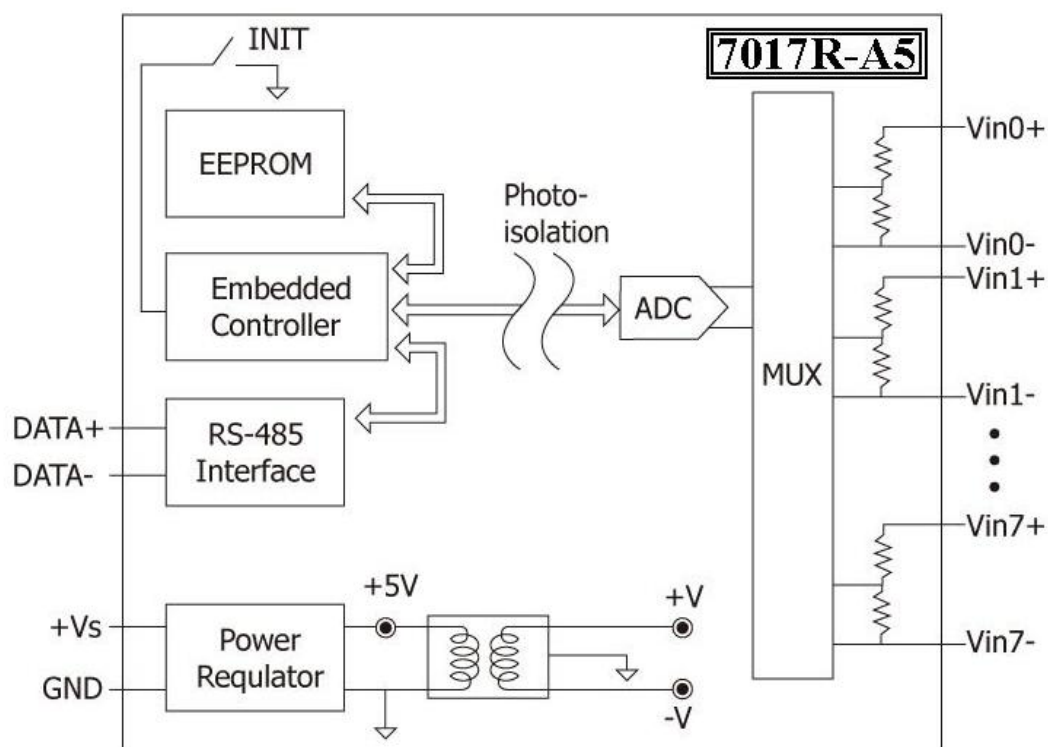 INIT
7017R-A5
EEPROM
Photo-
isolation
Embedded
Controller
ADC
MUX
Vin0+
Vin0-
Vin1+
Vin1-
Vin7+
Vin7-
DATA+
DATA-
RS-485
Interface
+Vs
GND
Power
Requlator
+5V
+V
-V